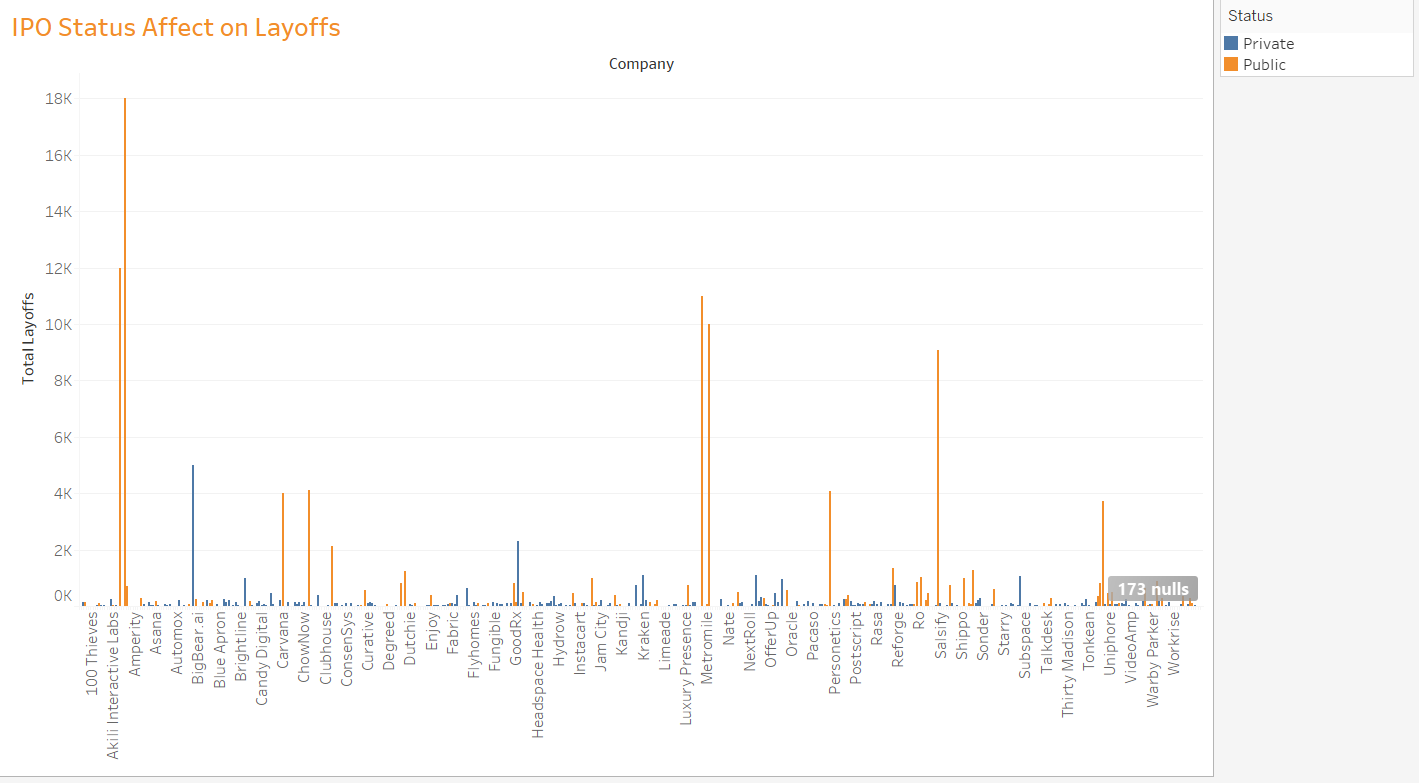 IPO Status Affect on Layoffs
Status
Private
Public
Company
Total Layoffs
18K
16K
14K
12K
10K
8K
6K
4K
2K
0K
173 nulls
100 Thieves
Akili Interactive Labs
Amperity
Asana
Automox
BigBear.ai
Blue Apron
Brightline
Candy Digital
Carvana
ChowNow
Clubhouse
ConsenSys
Curative
Degreed
Dutchie
Enjoy
Fabric
Flyhomes
Fungible
GoodRx
Headspace Health
Hydrow
Instacart
Jam City
Kandji
Kraken
Limeade
Luxury Presence
Metromile
Nate
NextRoll
OfferUp
Oracle
Pacaso
Personetics
Postscript
Rasa
Reforge
Ro
Salsify
Shippo
Sonder
Starry
Subspace
Talkdesk
Thirty Madison
Tonkean
Uniphore
VideoAmp
Warby Parker
Workrise